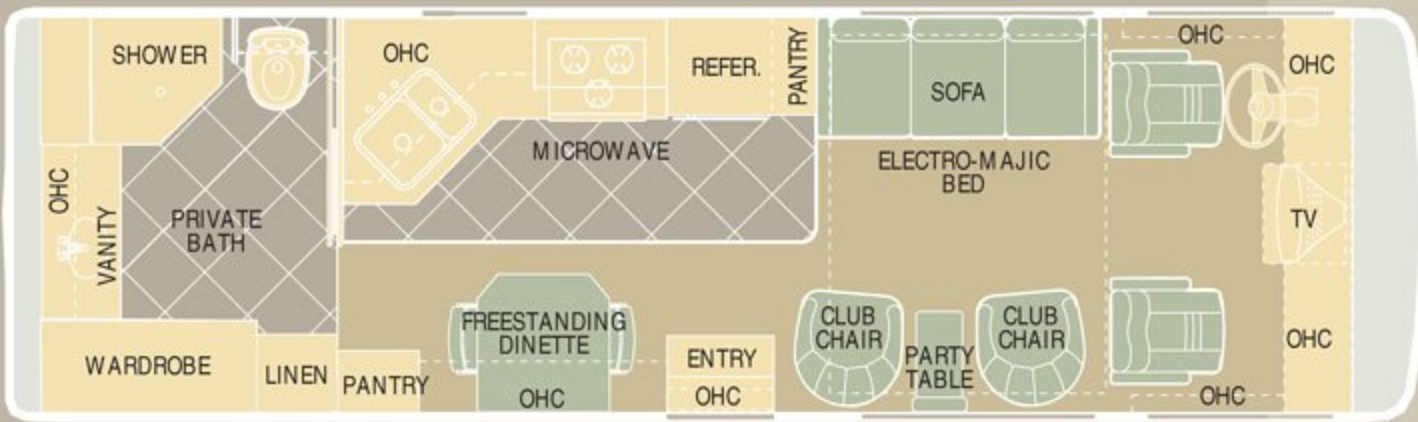 SHOWER
OHC
REFER.
PANTRY
SOFA
OHC
OHC
MICROWAVE
ELECTRO-MAJIC
BED
OHC
VANITY
PRIVATE
BATH
TV
FREESTANDING
DINETTE
CLUB
CHAIR
CLUB
CHAIR
WARDROBE
LINEN
PANTRY
OHC
ENTRY
OHC
PARTY
TABLE
OHC
OHC